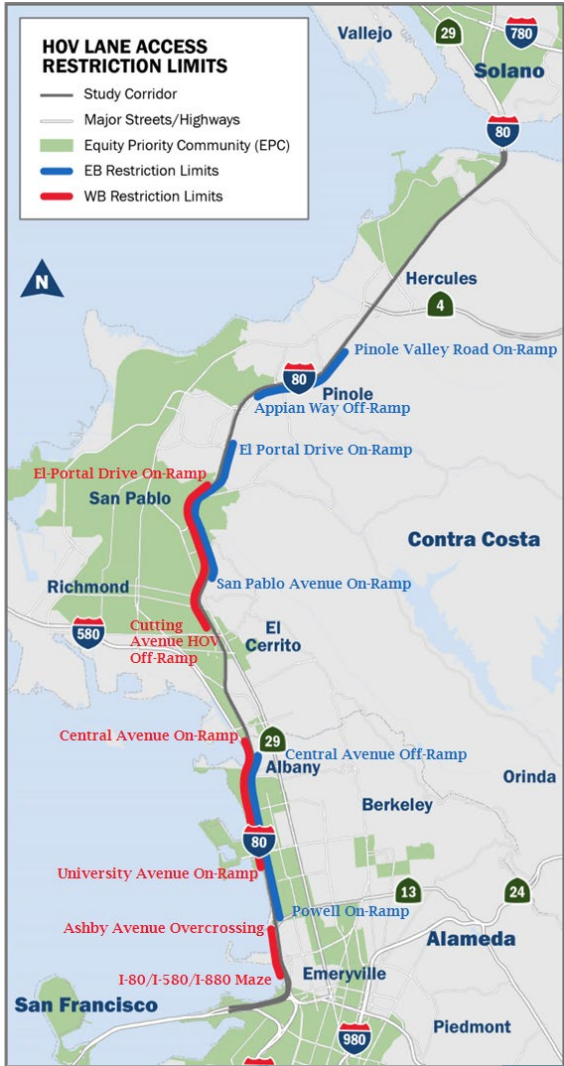 HOV LANE ACCESS
RESTRICTION LIMITS
Study Corridor
Major Streets/Highways
Equity Priority Community (EPC)
EB Restriction Limits
WB Restriction Limits
Vallejo
29
780
Solano
80
N
Hercules
4
Pinole Valley Road On-Ramp
80
Pinole
Appian Way Off-Ramp
El Portal Drive On-Ramp
El-Portal Drive On-Ramp
San Pablo
Contra Costa
San Pablo Avenue On-Ramp
Richmond
580
Cutting
Avenue HOV
Off-Ramp
El
Cerrito
Central Avenue On-Ramp
29
Central Avenue Off-Ramp
Albany
Orinda
Berkeley
80
University Avenue On-Ramp
13
24
Powell On-Ramp
Ashby Avenue Overcrossing
Alameda
I-80/I-580/I-880 Maze
Emeryville
San Francisco
980
Piedmont